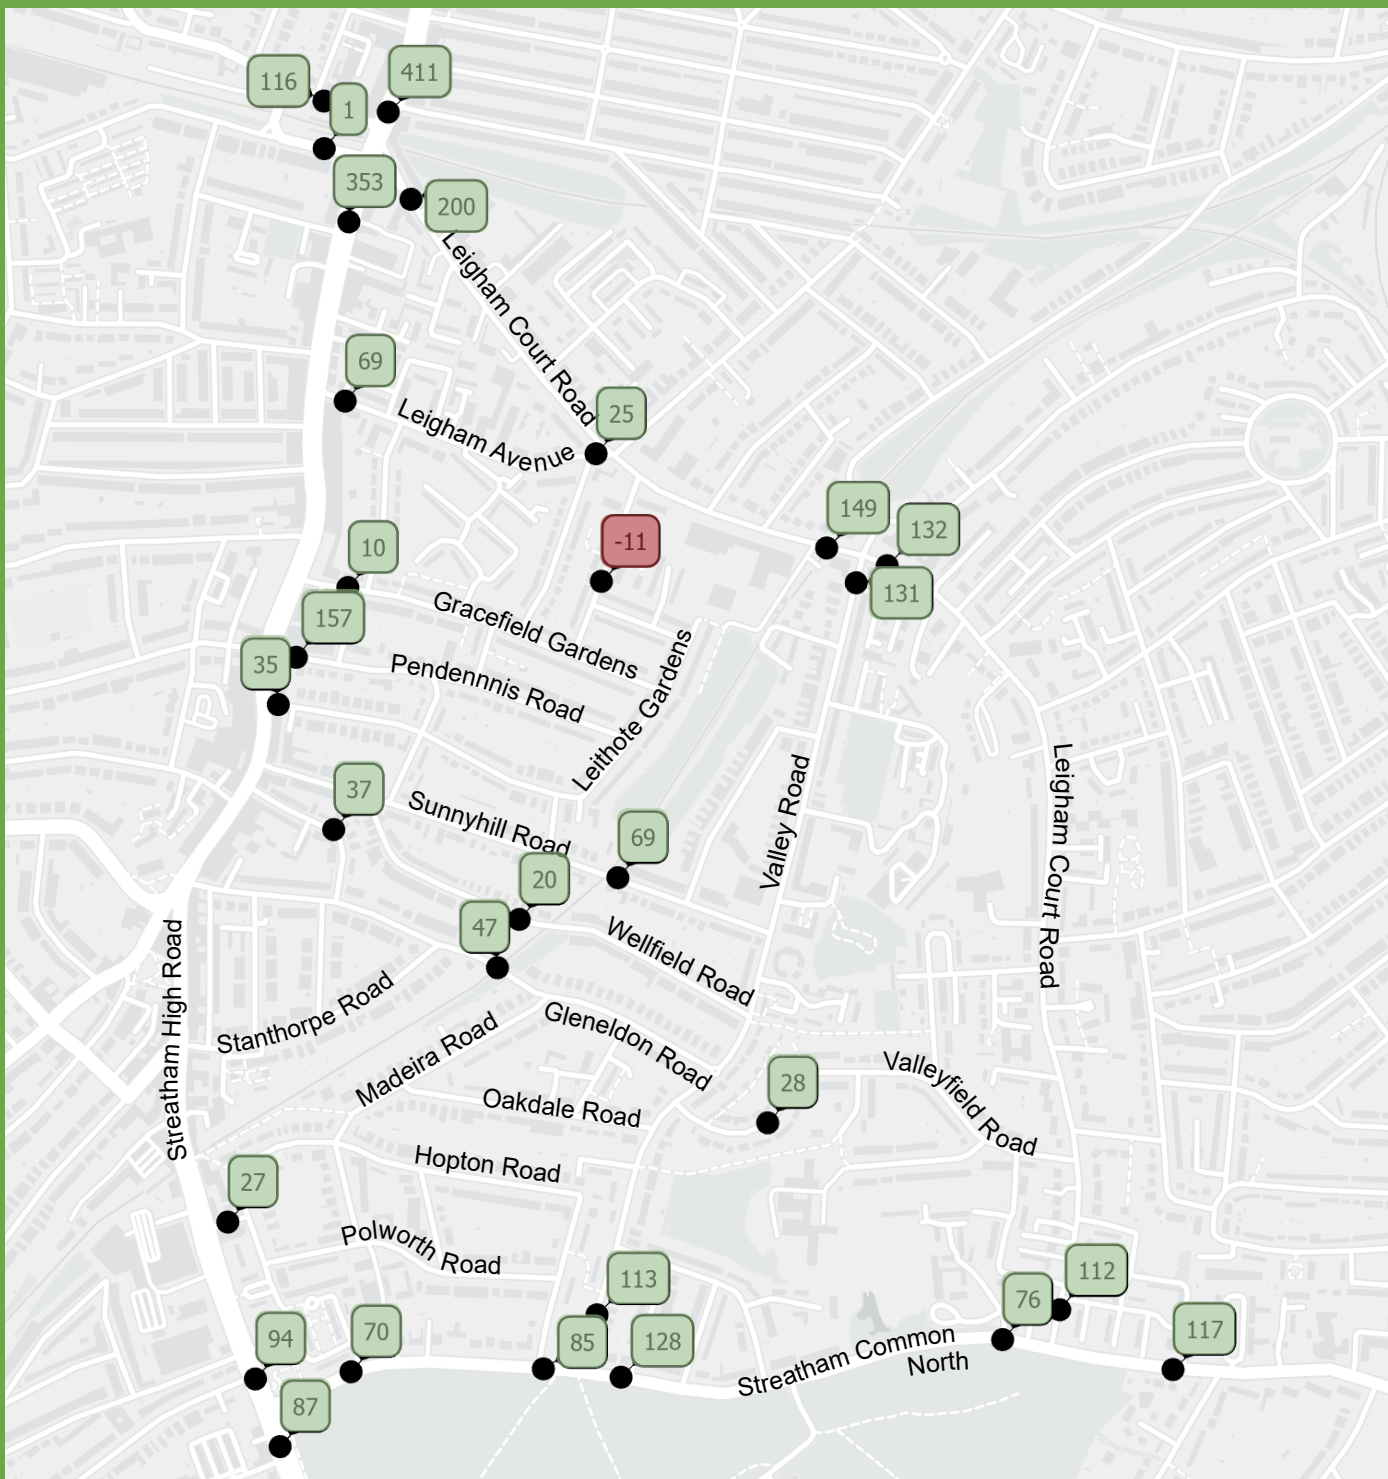 411
116
1
353
200
Leigham Court Road
69
25
Leigham Avenue
149
132
-11
10
131
157
Gracefield Gardens
35
Pendennnis Road
Leithote Gardens
37
Sunnyhill Road
69
Valley Road
Leigham Court Road
20
47
Wellfield Road
Streatham High Road
Stanthorpe Road
Madeira Road
Gleneldon Road
28
Valleyfield Road
Oakdale Road
Hopton Road
27
Polworth Road
113
112
76
94
70
85
128
117
Streatham Common
North
87